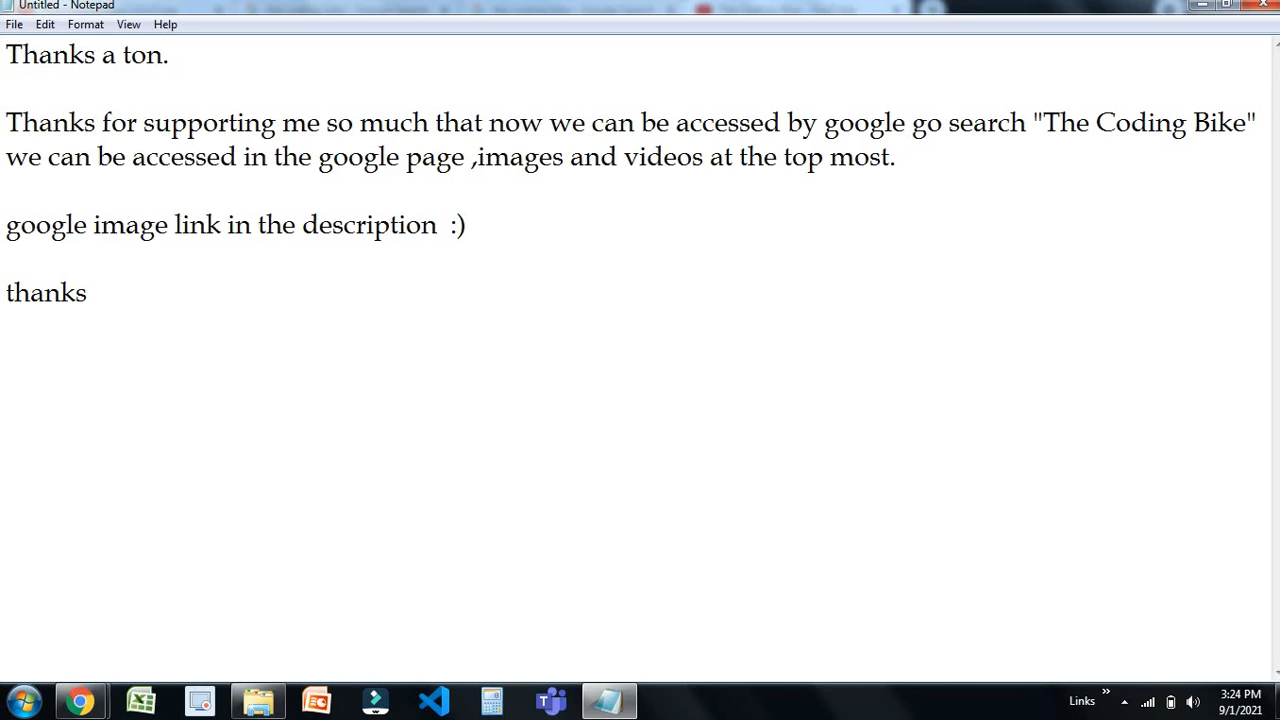 Untitled - Notepad
File Edit Format View Help
Thanks a ton.
Thanks for supporting me so much that now we can be accessed by google go search "The Coding Bike"
we can be accessed in the google page ,images and videos at the top most.
google image link in the description  :)
thanks
Links
3:24 PM
9/1/2021